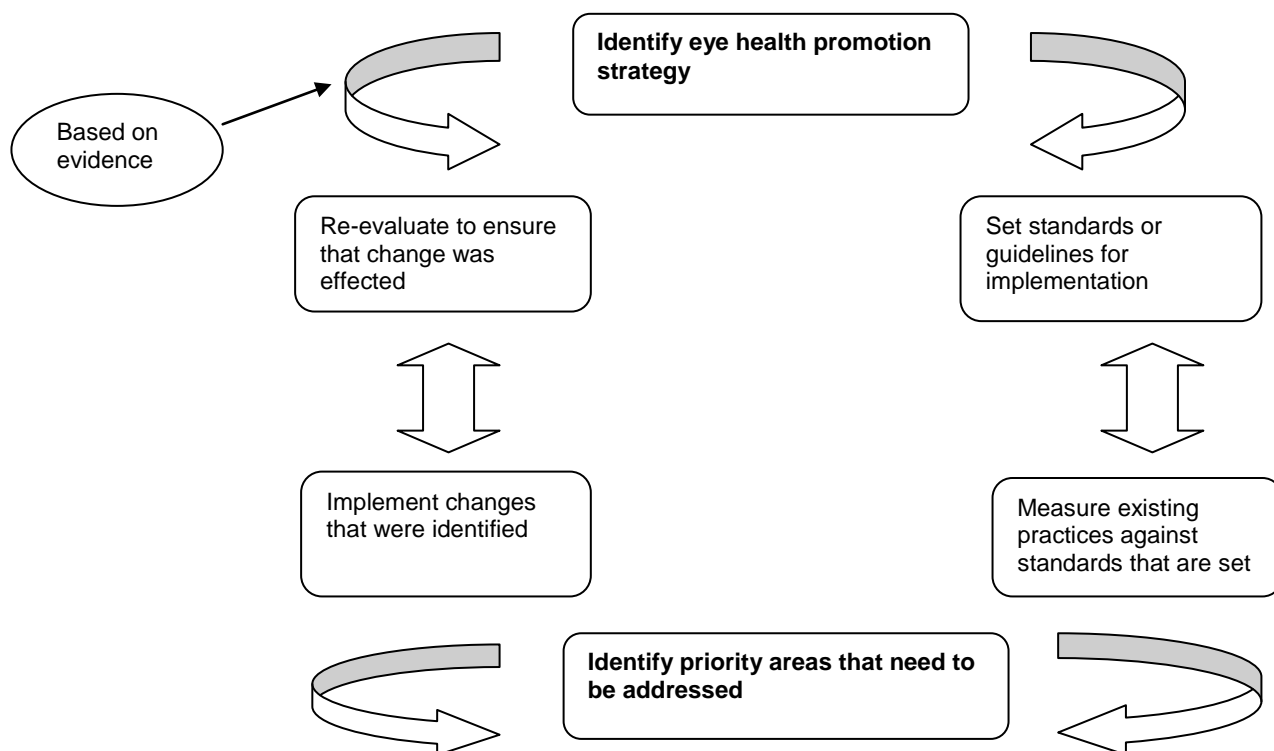 Identify eye health promotion
strategy
Based on
evidence
Re-evaluate to ensure
that change was
effected
Set standards or
guidelines for
implementation
Implement changes
that were identified
Measure existing
practices against
standards that are set
Identify priority areas that need to
be addressed